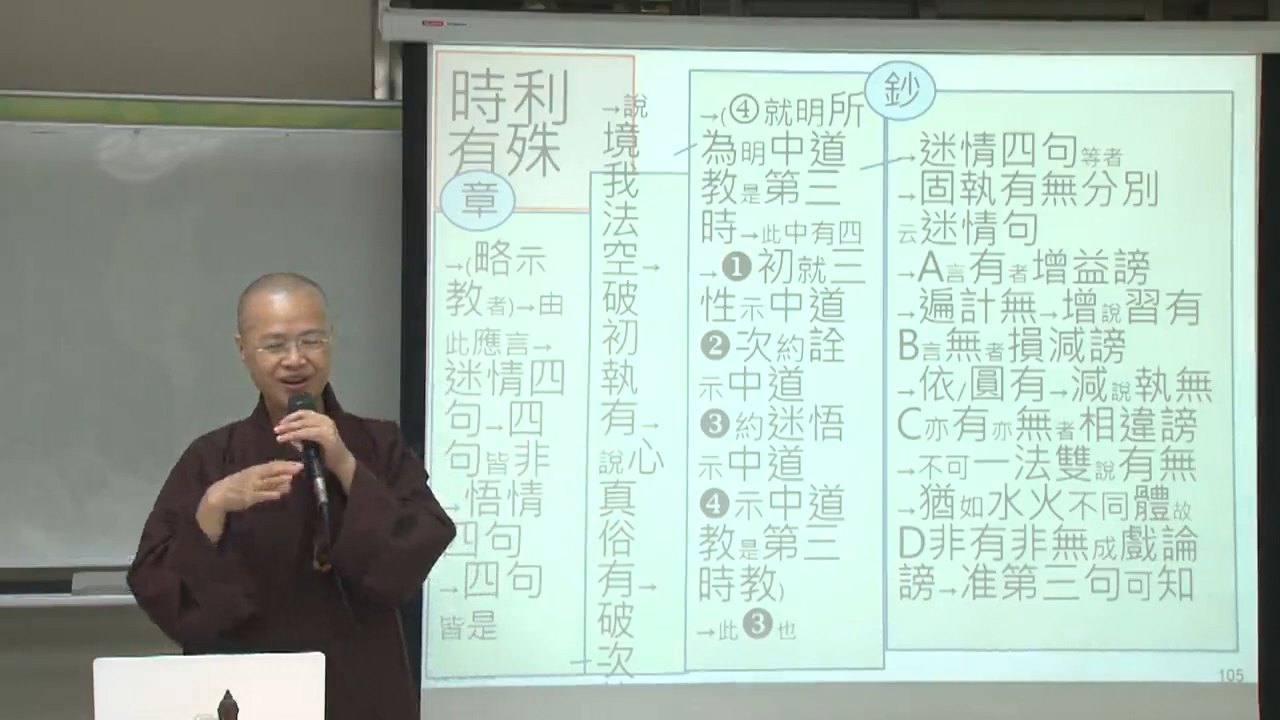 時利
有殊
章
→(略示
教者)→由
此應言→
迷情四
句→四
句皆非
→悟情
四句
→四句
皆是
→說
境
我
法
空→
破
初
執
有→
說心
真
俗
有→
破
次
→(④就明所
為明中道
教是第三
時→此中有四
→❶初就三
性示中道
❷次約詮
示中道
❸約迷悟
示中道
❹示中道
教是第三
時教)
→此❸也
鈔
→迷情四句等者
→固執有無分別
云迷情句
→A言有者增益謗
→遍計無→增說習有
B言無者損減謗
→依/圓有→減說執無
C亦有亦無者相違謗
→不可一法雙說有無
→猶如水火不同體故
D非有非無成戲論
謗→准第三句可知
105